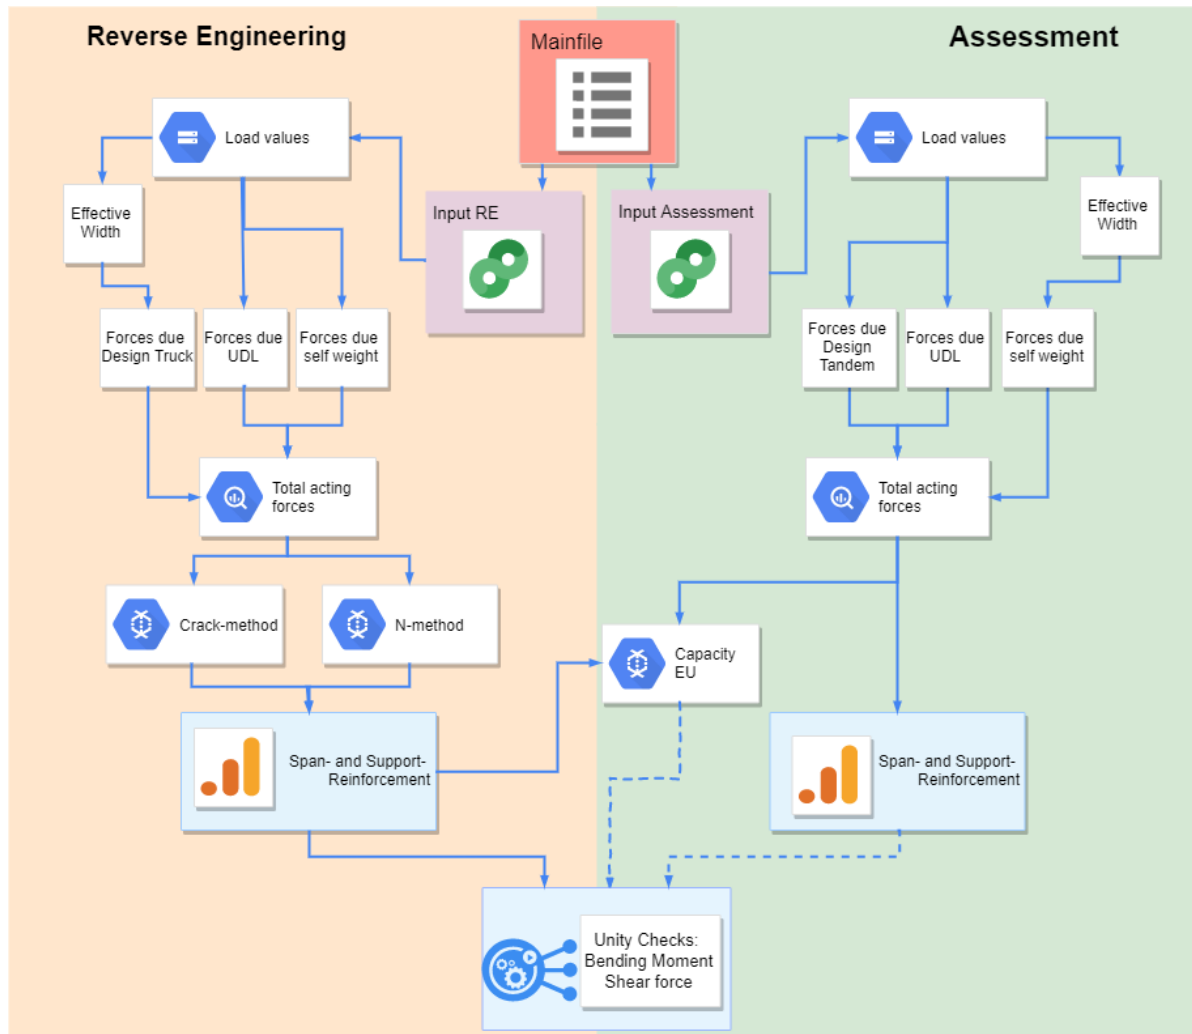 Reverse Engineering
Assessment
Mainfile
Load values
Load values
Effective
Width
Input RE
Input Assessment
Effective
Width
Forces due
Design Truck
Forces due
UDL
Forces due
self weight
Forces due
Design
Tandem
Forces due
UDL
Forces due
self weight
Total acting
forces
Total acting
forces
Crack-method
N-method
Capacity
EU
Span- and Support-
Reinforcement
Span- and Support-
Reinforcement
Unity Checks:
Bending Moment
Shear force